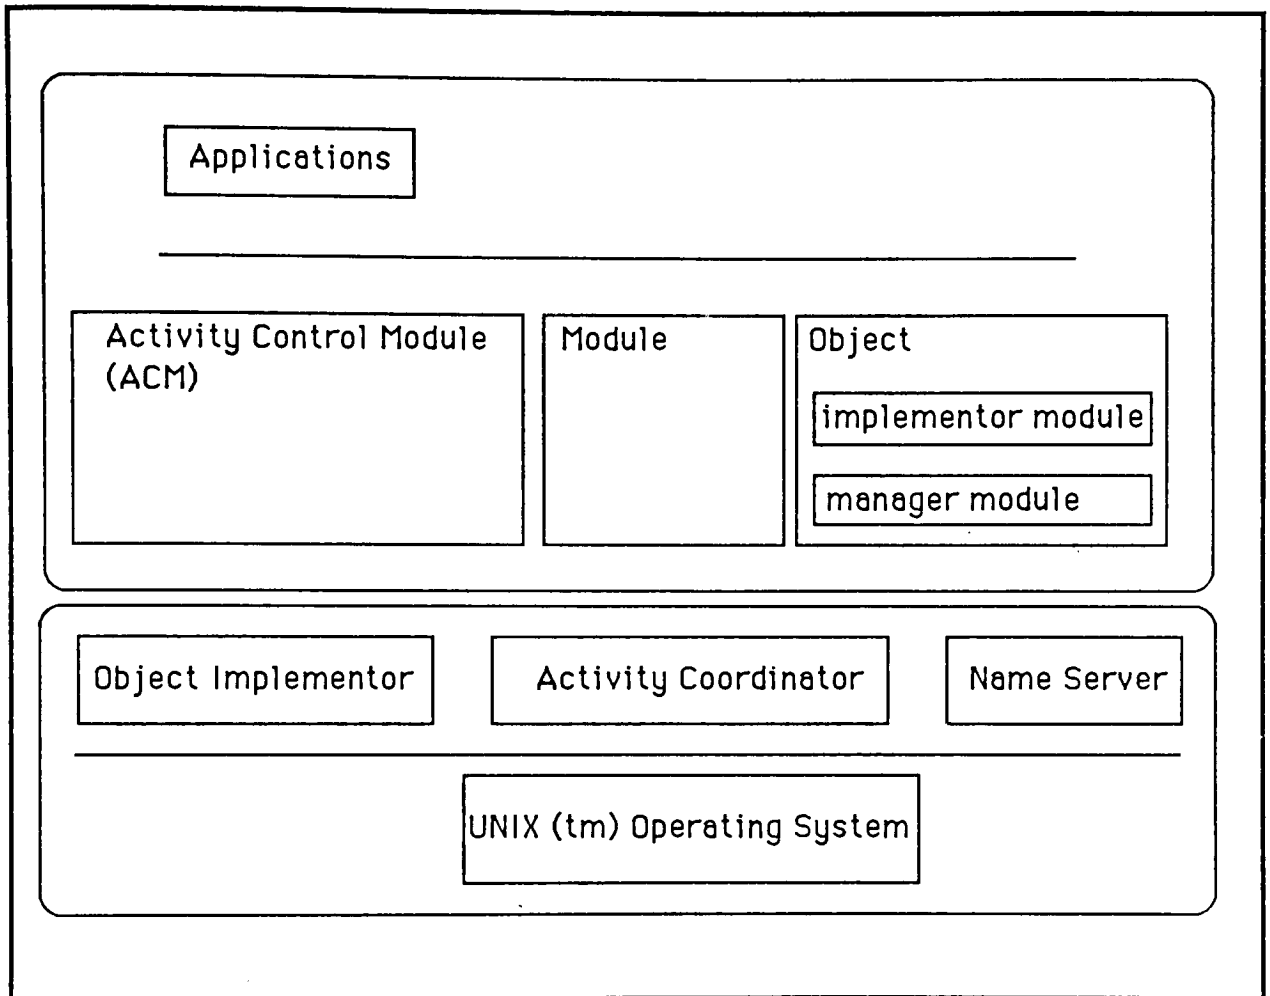 Applications
Activity Control Module
(ACM)
Module
Object
implementor module
manager module
Object Implementor
Activity Coordinator
Name Server
UNIX (tm) Operating System